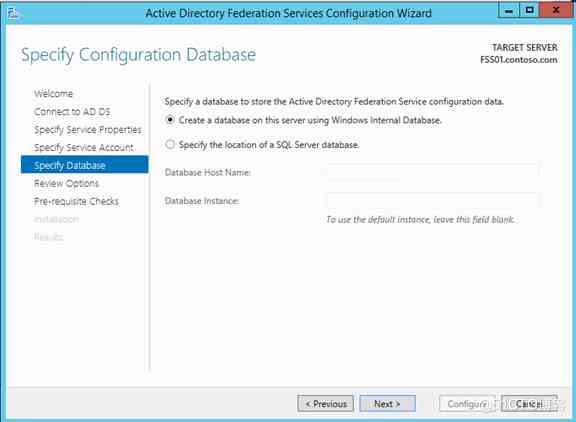 Active Directory Federation Services Configuration Wizard
Specify Configuration Database
TARGET SERVER
FSS01.contoso.com
Welcome
Connect to AD DS
Specify Service Properties
Specify Service Account
Specify Database
Review Options
Pre-requisite Checks
Installation
Results
Specify a database to store the Active Directory Federation Service configuration data.
Create a database on this server using Windows Internal Database.
Specify the location of a SQL Server database.
Database Host Name:
Database Instance:
To use the default instance, leave this field blank.
< Previous
Next >
Configure
Cancel